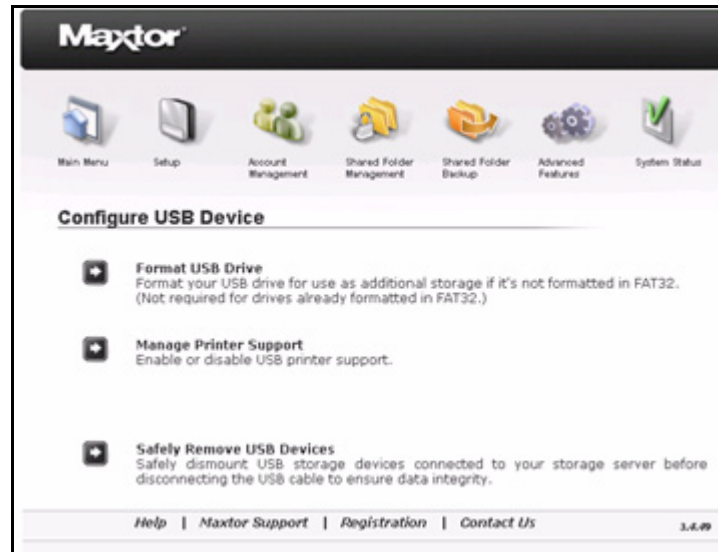 Maxtor
Main Menu
Setup
Account
Management
Shared Folder
Management
Shared Folder
Backup
Advanced
Features
System Status
Configure USB Device
Format USB Drive
Format your USB drive for use as additional storage if it's not formatted in FAT32.
(Not required for drives already formatted in FAT32.)
Manage Printer Support
Enable or disable USB printer support.
Safely Remove USB Devices
Safely dismount USB storage devices connected to your storage server before
disconnecting the USB cable to ensure data integrity.
Help | Maxtor Support | Registration | Contact Us
3.4.49